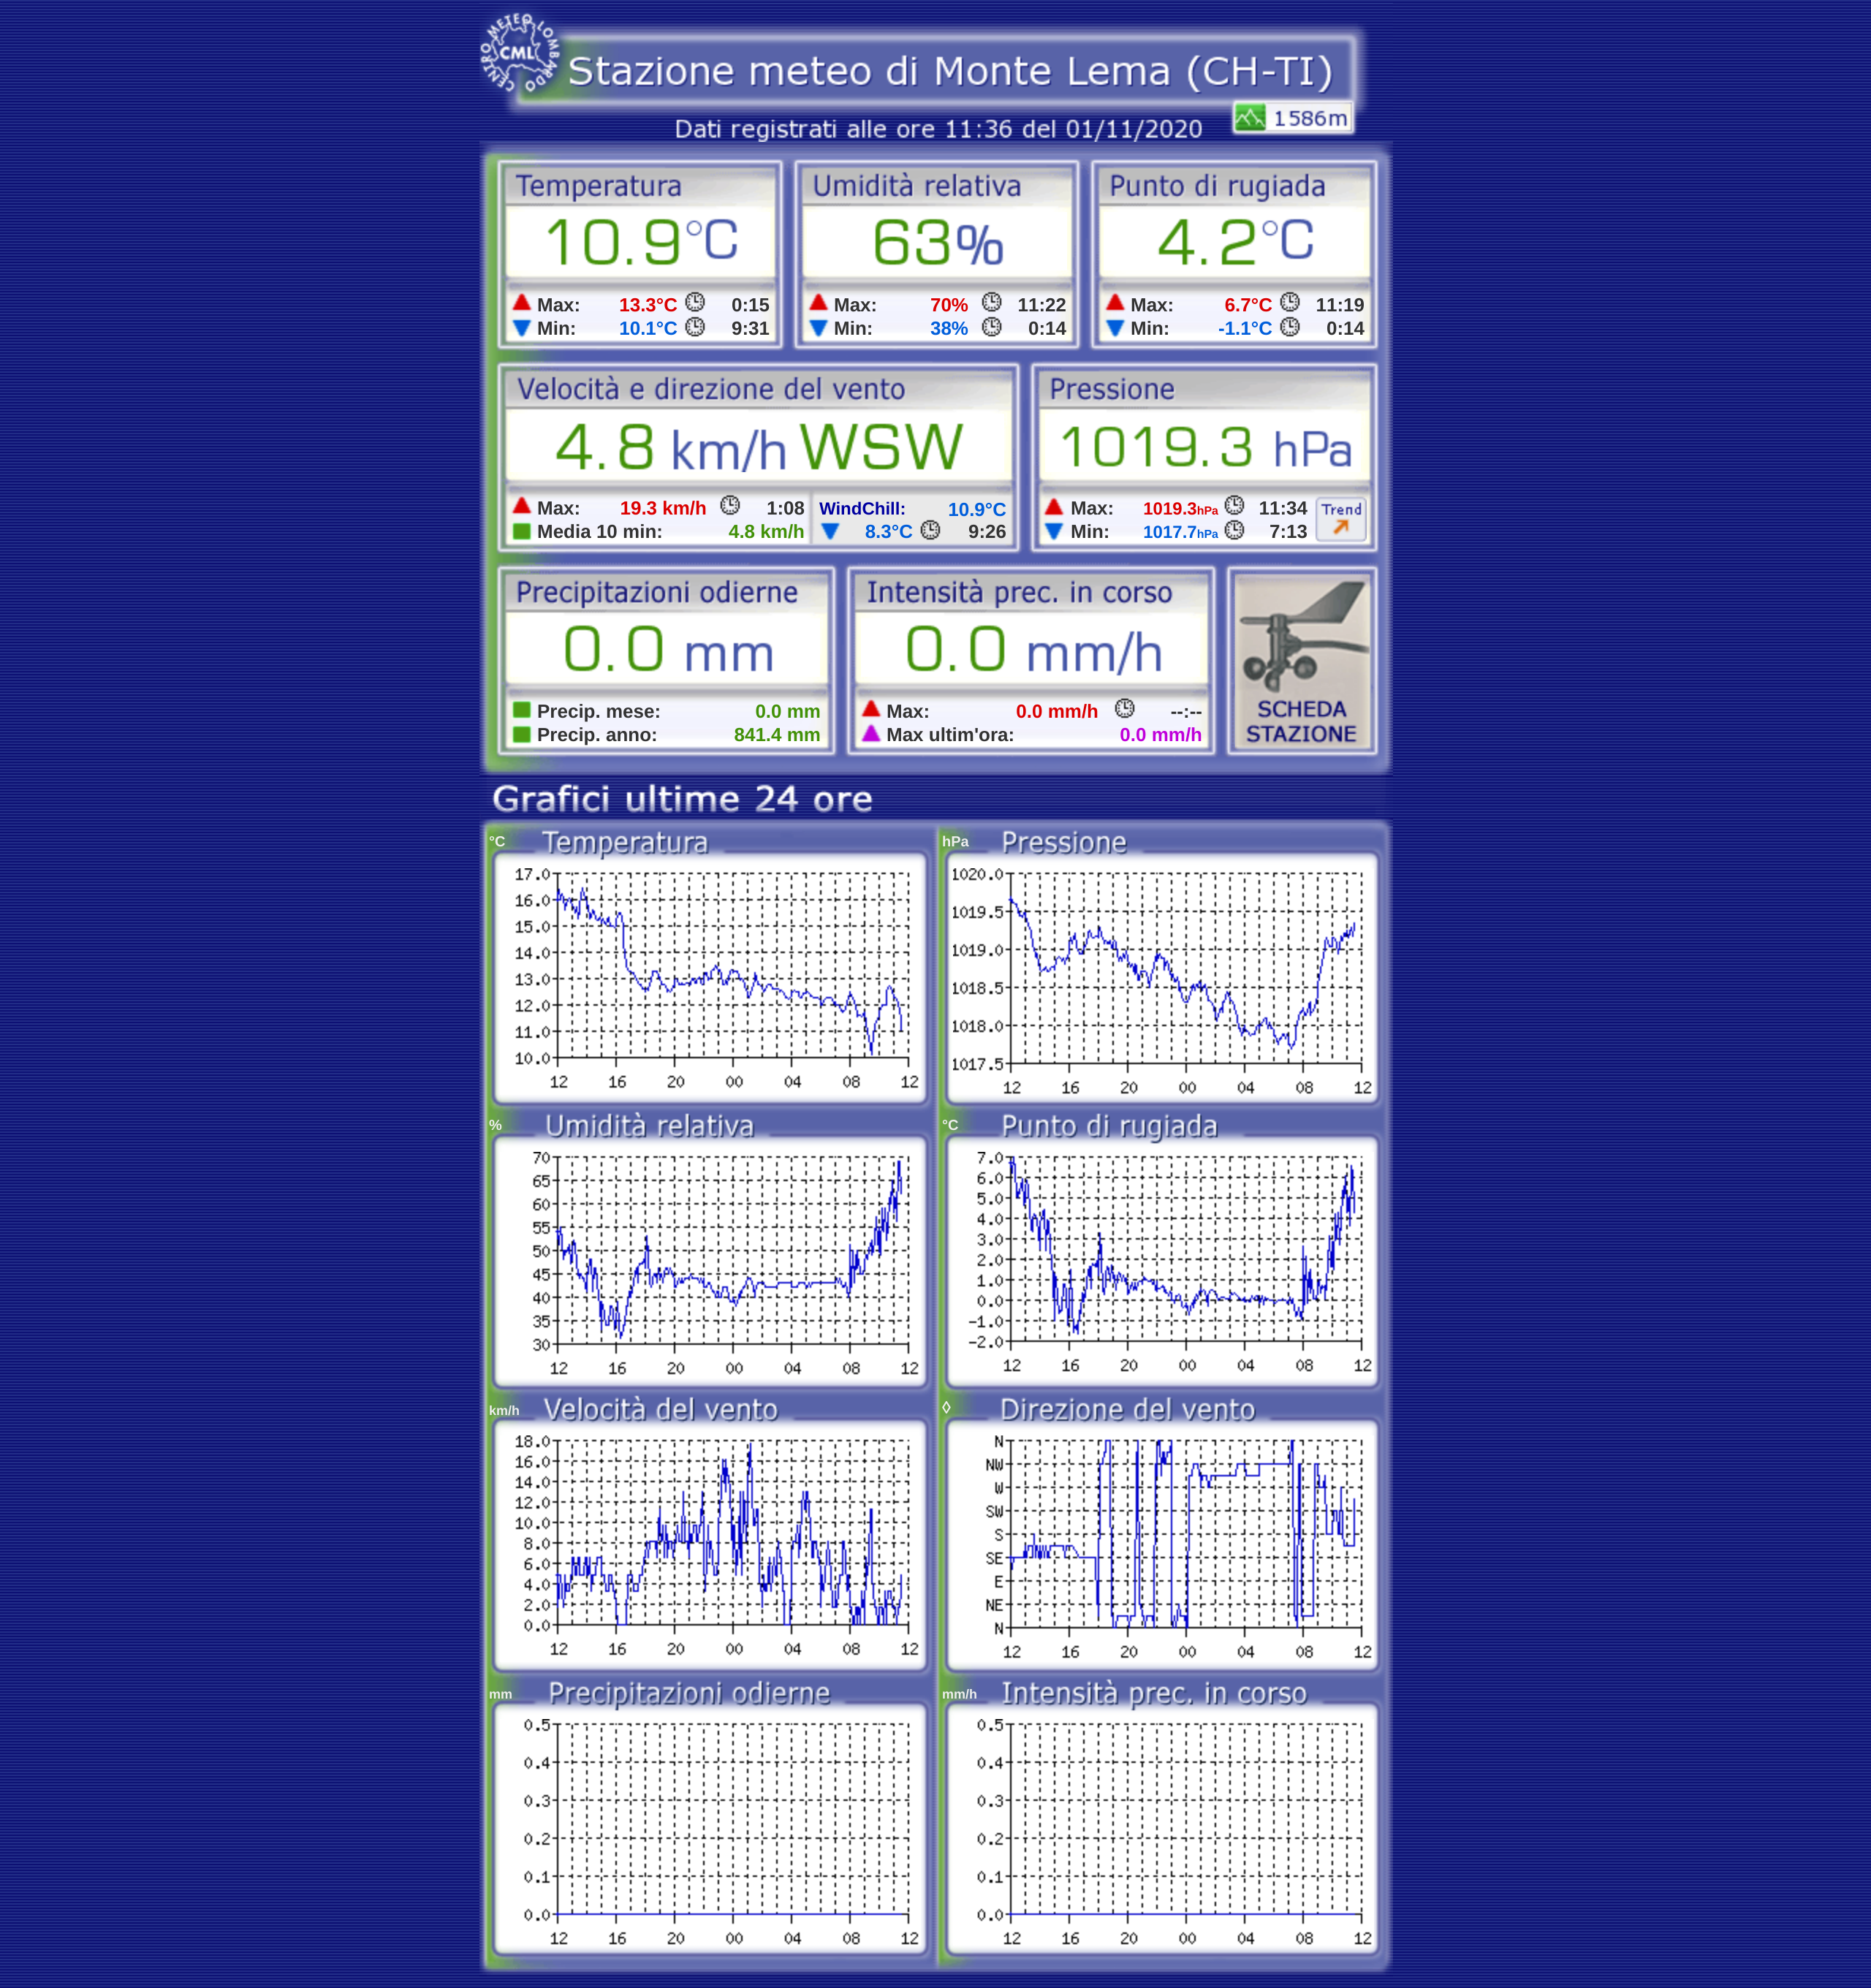 CENTRO METEO LOMBARDO
CML
Stazione meteo di Monte Lema (CH-TI)
1586m
Dati registrati alle ore 11:36 del 01/11/2020
Temperatura
10.9°C
Max: 13.3°C 0:15
Min: 10.1°C 9:31
Umidità relativa
63%
Max: 70% 11:22
Min: 38% 0:14
Punto di rugiada
4.2°C
Max: 6.7°C 11:19
Min: -1.1°C 0:14
Velocità e direzione del vento
4.8 km/h WSW
Max: 19.3 km/h 1:08
Media 10 min: 4.8 km/h
WindChill: 10.9°C
8.3°C 9:26
Pressione
1019.3 hPa
Max: 1019.3hPa 11:34
Min: 1017.7hPa 7:13
Trend
Precipitazioni odierne
0.0 mm
Precip. mese: 0.0 mm
Precip. anno: 841.4 mm
Intensità prec. in corso
0.0 mm/h
Max: 0.0 mm/h --:--
Max ultim'ora: 0.0 mm/h
SCHEDA
STAZIONE
Grafici ultime 24 ore
°C Temperatura
17.0
16.0
15.0
14.0
13.0
12.0
11.0
10.0
12 16 20 00 04 08 12
hPa Pressione
1020.0
1019.5
1019.0
1018.5
1018.0
1017.5
12 16 20 00 04 08 12
% Umidità relativa
70
65
60
55
50
45
40
35
30
12 16 20 00 04 08 12
°C Punto di rugiada
7.0
6.0
5.0
4.0
3.0
2.0
1.0
0.0
-1.0
-2.0
12 16 20 00 04 08 12
km/h Velocità del vento
18.0
16.0
14.0
12.0
10.0
8.0
6.0
4.0
2.0
0.0
12 16 20 00 04 08 12
◊ Direzione del vento
N
NW
W
SW
S
SE
E
NE
N
12 16 20 00 04 08 12
mm Precipitazioni odierne
0.5
0.4
0.3
0.2
0.1
0.0
12 16 20 00 04 08 12
mm/h Intensità prec. in corso
0.5
0.4
0.3
0.2
0.1
0.0
12 16 20 00 04 08 12